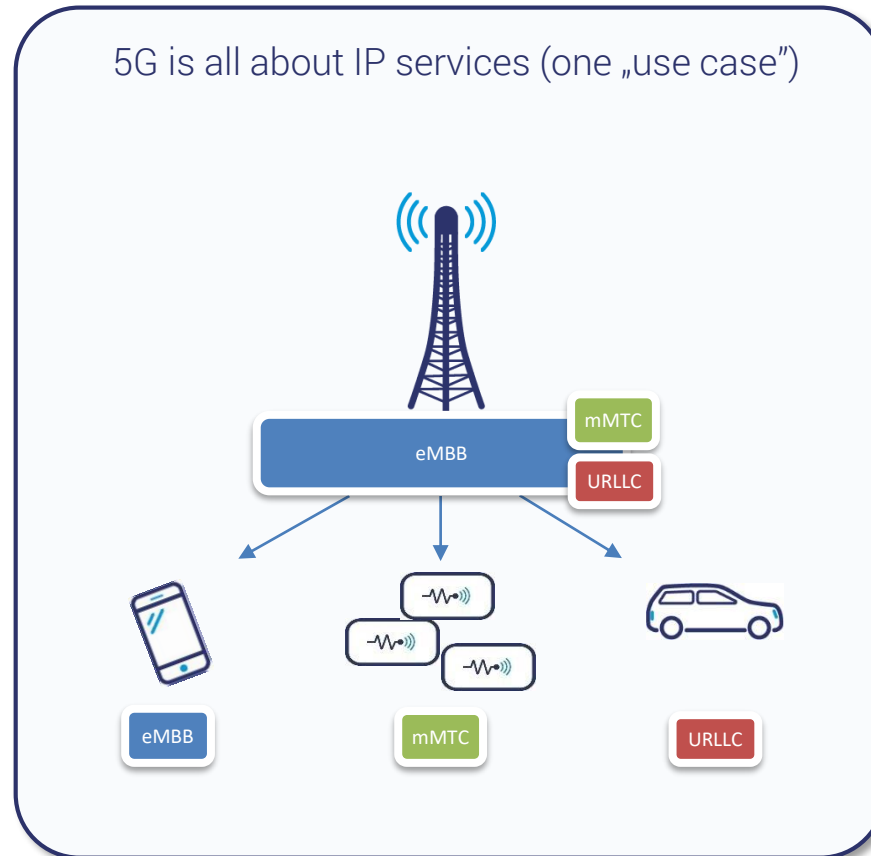 5G is all about IP services (one „use case”)
mMTC
eMBB
URLLC
eMBB
mMTC
URLLC